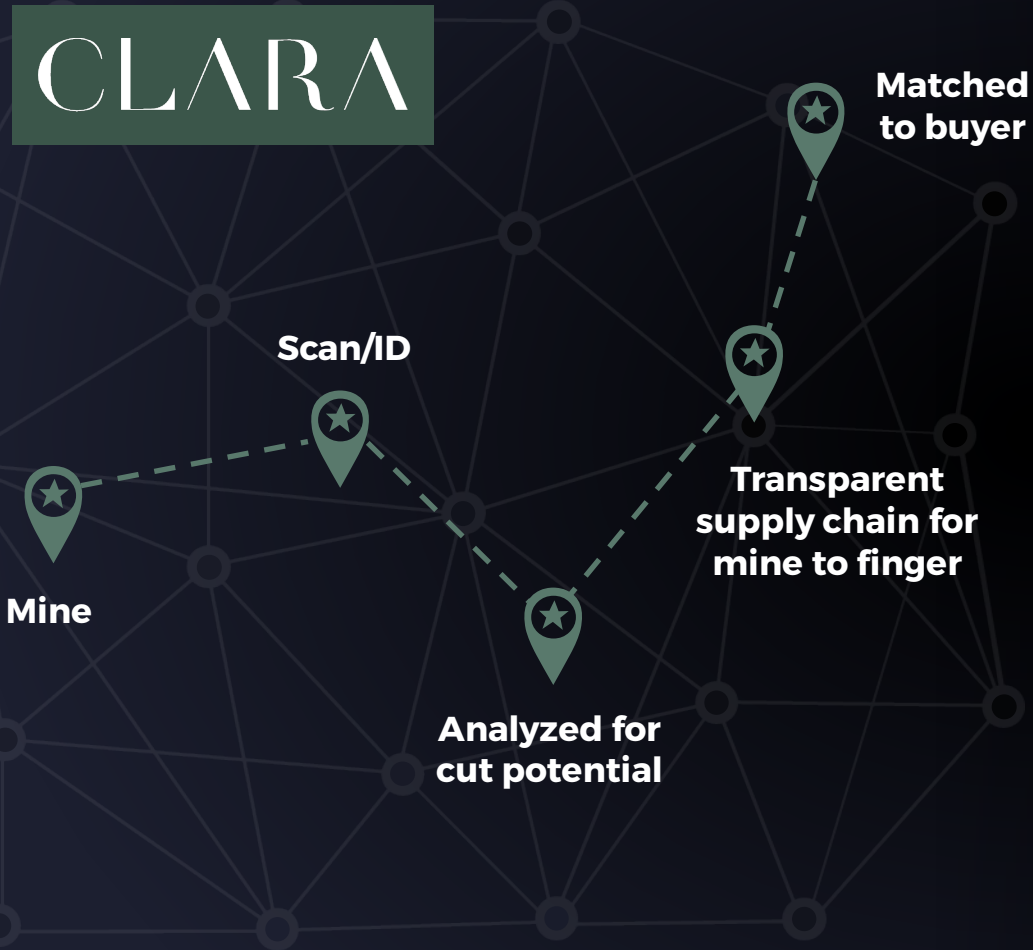 CLARA
Matched
to buyer
Scan/ID
Transparent
supply chain for
mine to finger
Mine
Analyzed for
cut potential